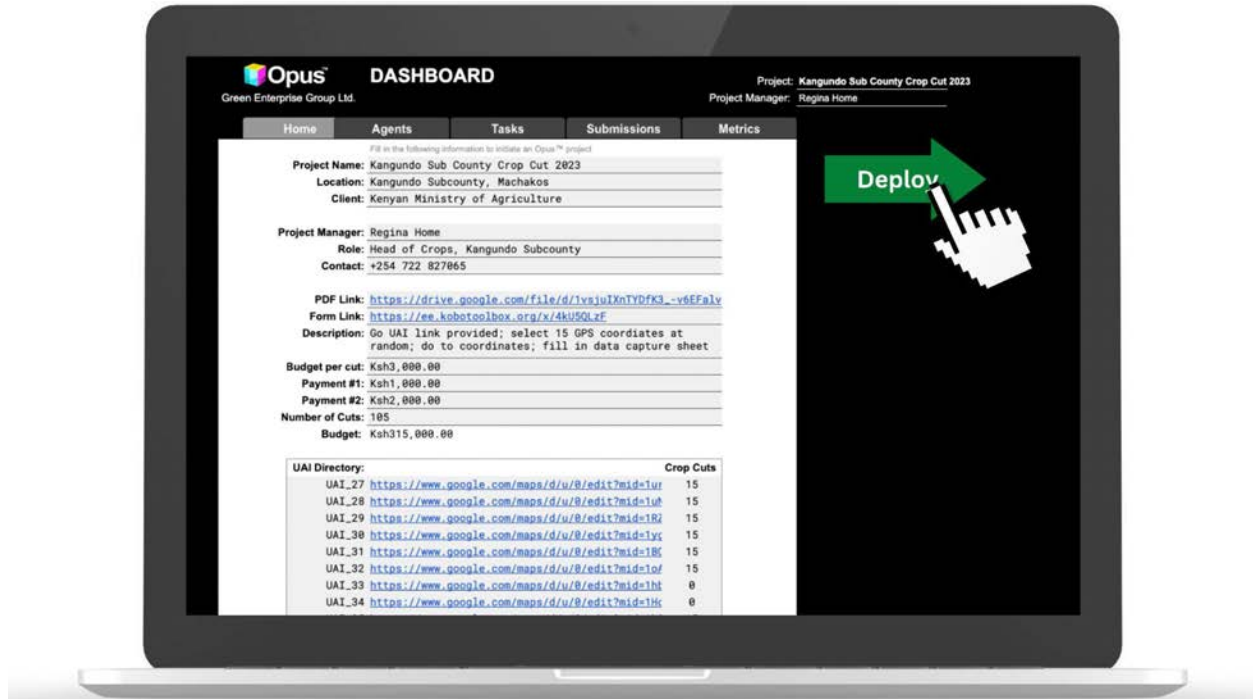 Opus™
DASHBOARD
Green Enterprise Group Ltd.
Project: Kangundo Sub County Crop Cut 2023
Project Manager: Regina Home
Home Agents Tasks Submissions Metrics
Fill in the following information to initiate an Opus™ project
Project Name: Kangundo Sub County Crop Cut 2023
Location: Kangundo Subcounty, Machakos
Client: Kenyan Ministry of Agriculture
Deploy
Project Manager: Regina Home
Role: Head of Crops, Kangundo Subcounty
Contact: +254 722 827065
PDF Link: https://drive.google.com/file/d/1vsjuIXnTYDfK3_-v6EFalv
Form Link: https://ee.kobotoolbox.org/x/4kU5QLzF
Description: Go UAI link provided; select 15 GPS coordiates at
random; do to coordinates; fill in data capture sheet
Budget per cut: Ksh3,000.00
Payment #1: Ksh1,000.00
Payment #2: Ksh2,000.00
Number of Cuts: 105
Budget: Ksh315,000.00
UAI Directory: Crop Cuts
UAI_27 https://www.google.com/maps/d/u/0/edit?mid=1ur 15
UAI_28 https://www.google.com/maps/d/u/0/edit?mid=1uM 15
UAI_29 https://www.google.com/maps/d/u/0/edit?mid=1RZ 15
UAI_30 https://www.google.com/maps/d/u/0/edit?mid=1yg 15
UAI_31 https://www.google.com/maps/d/u/0/edit?mid=1BC 15
UAI_32 https://www.google.com/maps/d/u/0/edit?mid=1oA 15
UAI_33 https://www.google.com/maps/d/u/0/edit?mid=1hb 0
UAI_34 https://www.google.com/maps/d/u/0/edit?mid=1Hc 0